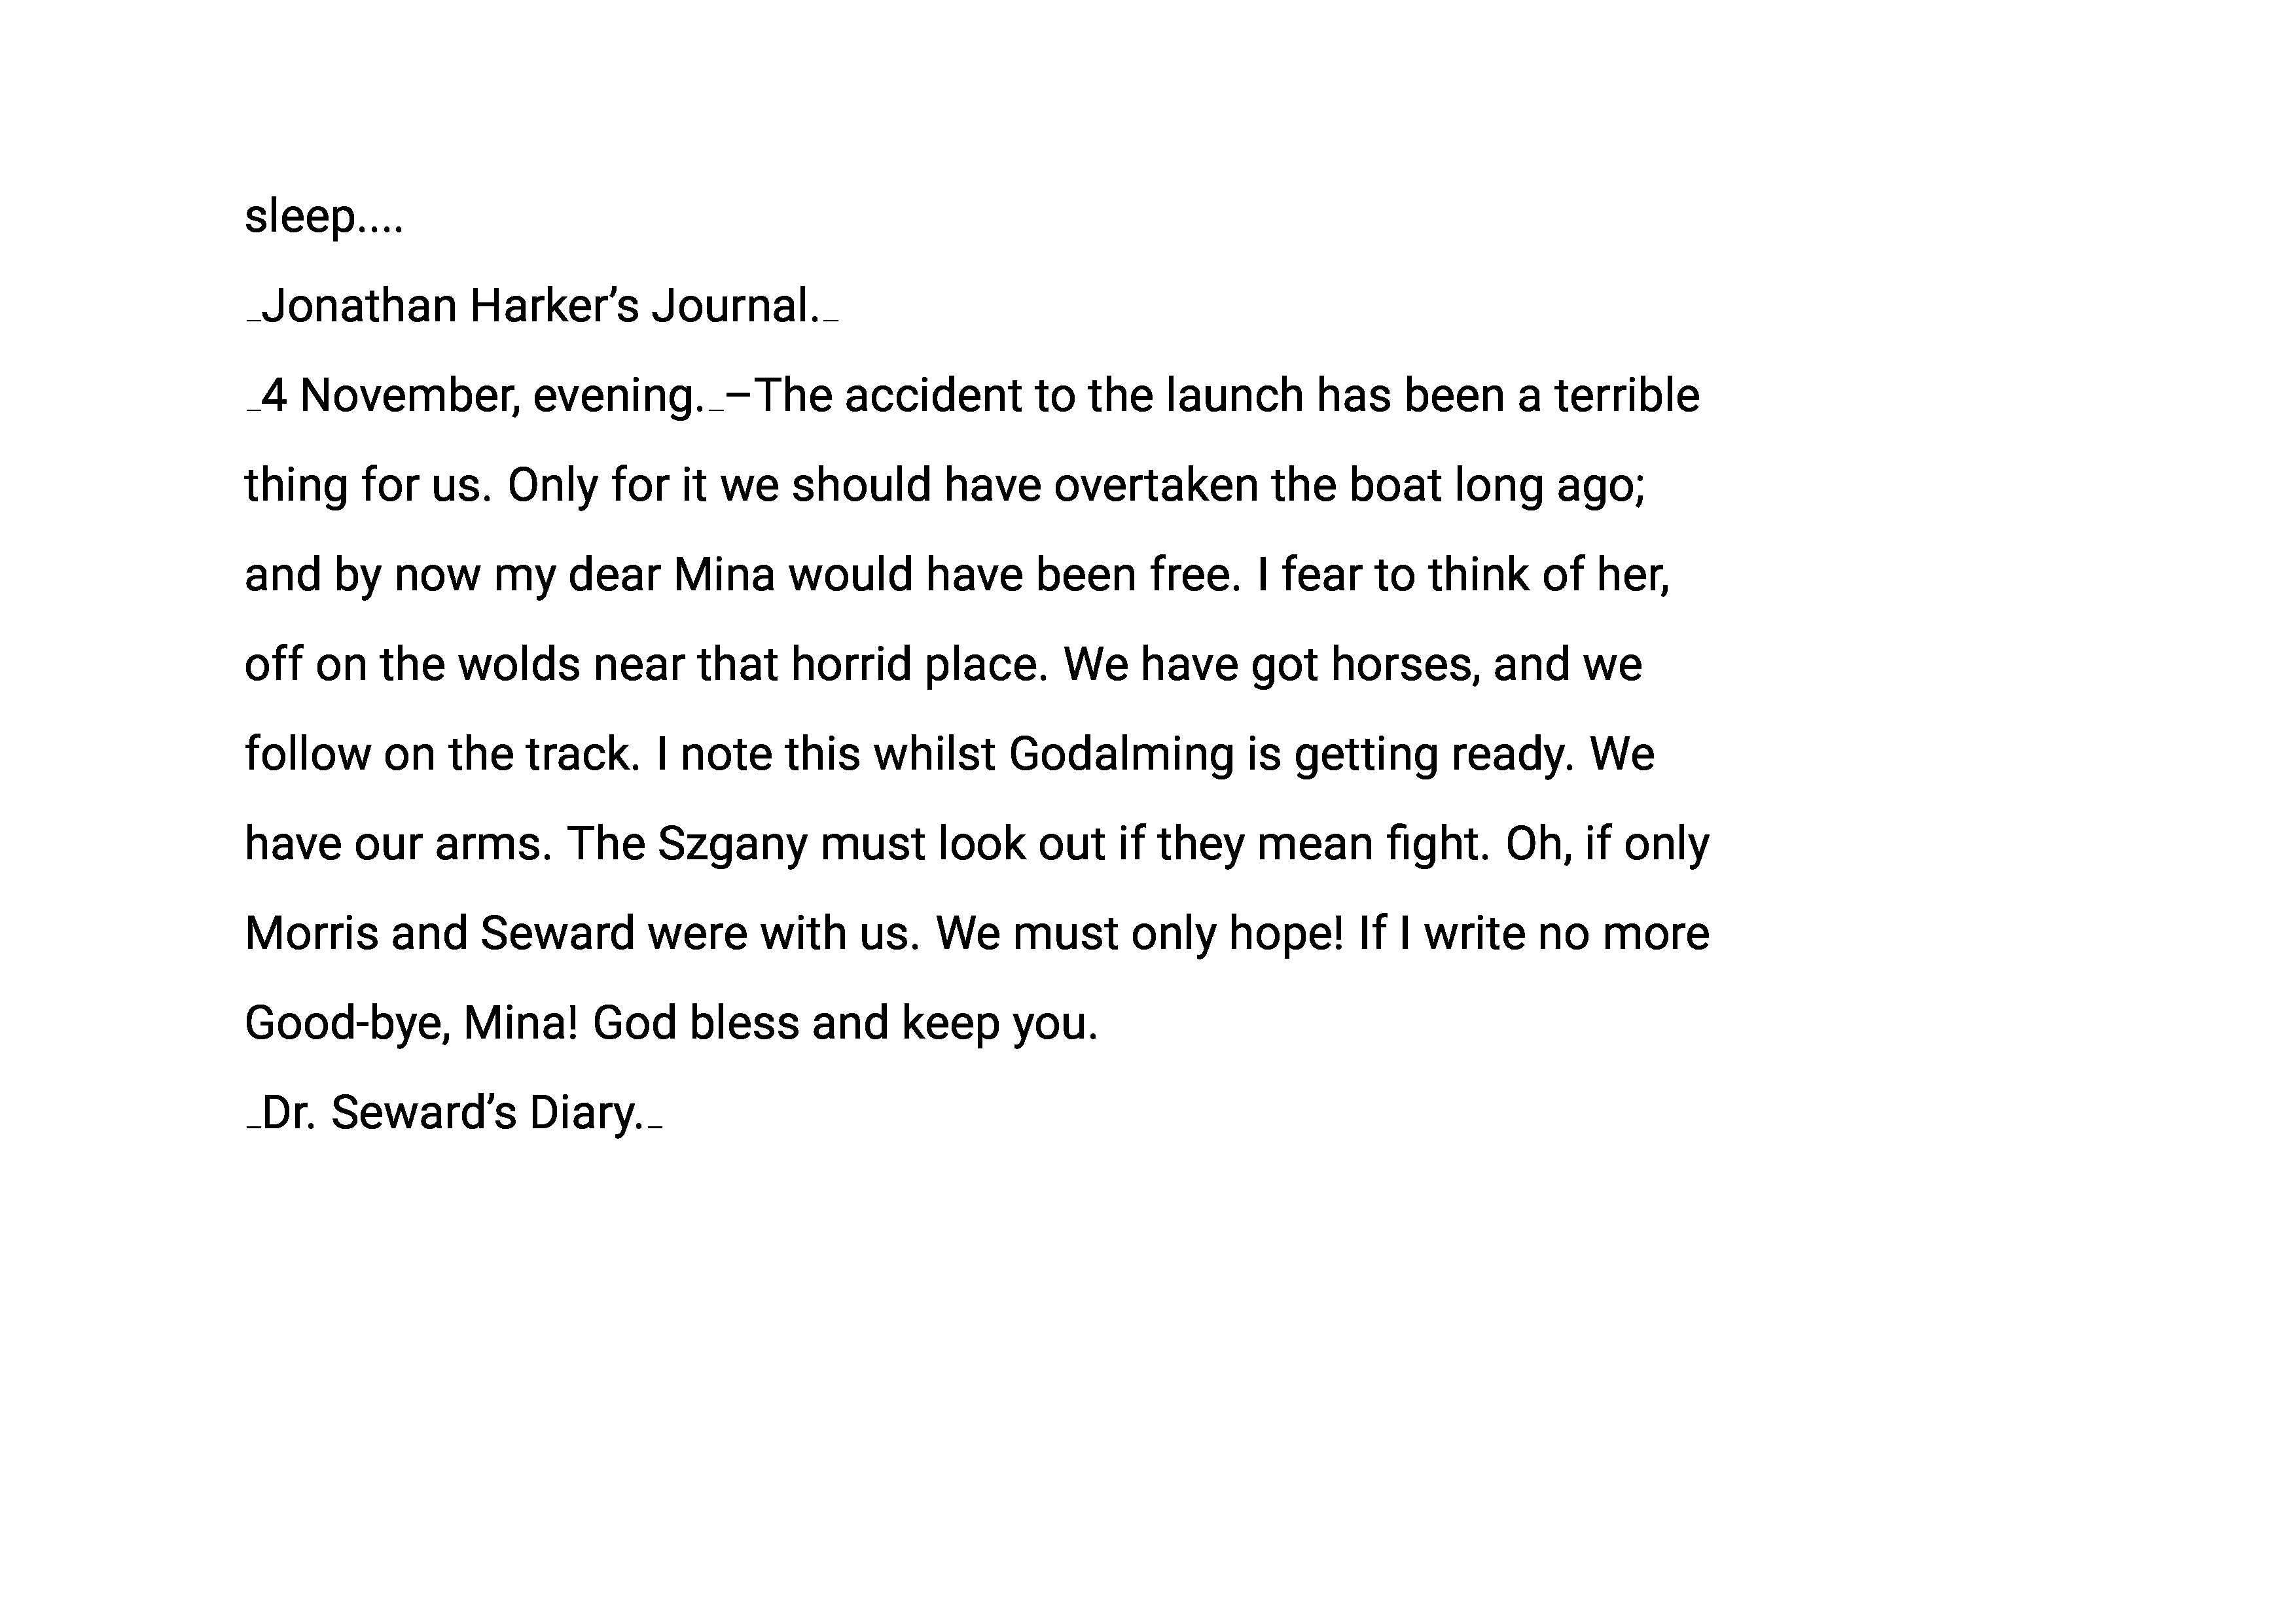 sleep....
_Jonathan Harker’s Journal._
_4 November, evening._–The accident to the launch has been a terrible
thing for us. Only for it we should have overtaken the boat long ago;
and by now my dear Mina would have been free. I fear to think of her,
off on the wolds near that horrid place. We have got horses, and we
follow on the track. I note this whilst Godalming is getting ready. We
have our arms. The Szgany must look out if they mean fight. Oh, if only
Morris and Seward were with us. We must only hope! If I write no more
Good-bye, Mina! God bless and keep you.
_Dr. Seward’s Diary._